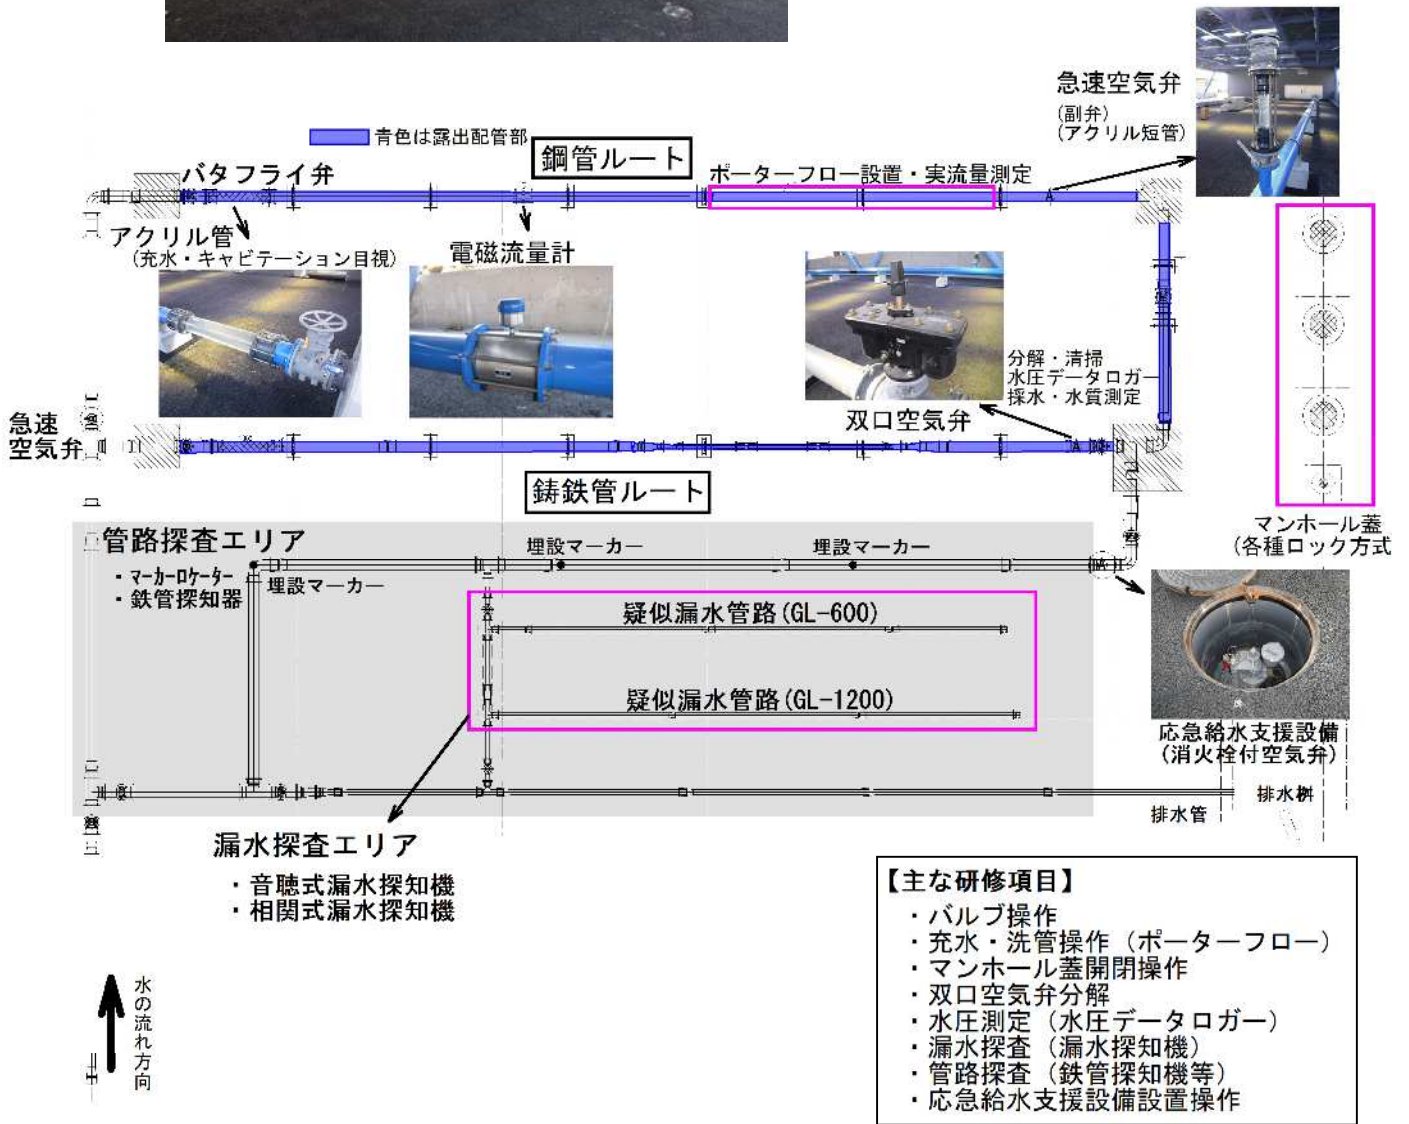 急速空気弁
(副弁)
(アクリル短管)
青色は露出配管部
鋼管ルート
バタフライ弁
ポーターフロー設置・実流量測定
アクリル管
(充水・キャビテーション目視)
電磁流量計
分解・清掃
水圧データロガー
採水・水質測定
双口空気弁
急速
空気弁
鋳鉄管ルート
マンホール蓋
(各種ロック方式
管路探査エリア
・マーカロケーター
・鉄管探知器
埋設マーカー
埋設マーカー
埋設マーカー
疑似漏水管路(GL-600)
疑似漏水管路(GL-1200)
応急給水支援設備
(消火栓付空気弁)
排水桝
排水管
漏水探査エリア
・音聴式漏水探知機
・相関式漏水探知機
水の流れ方向
【主な研修項目】
・バルブ操作
・充水・洗管操作(ポーターフロー)
・マンホール蓋開閉操作
・双口空気弁分解
・水圧測定(水圧データロガー)
・漏水探査(漏水探知機)
・管路探査(鉄管探知機等)
・応急給水支援設備設置操作